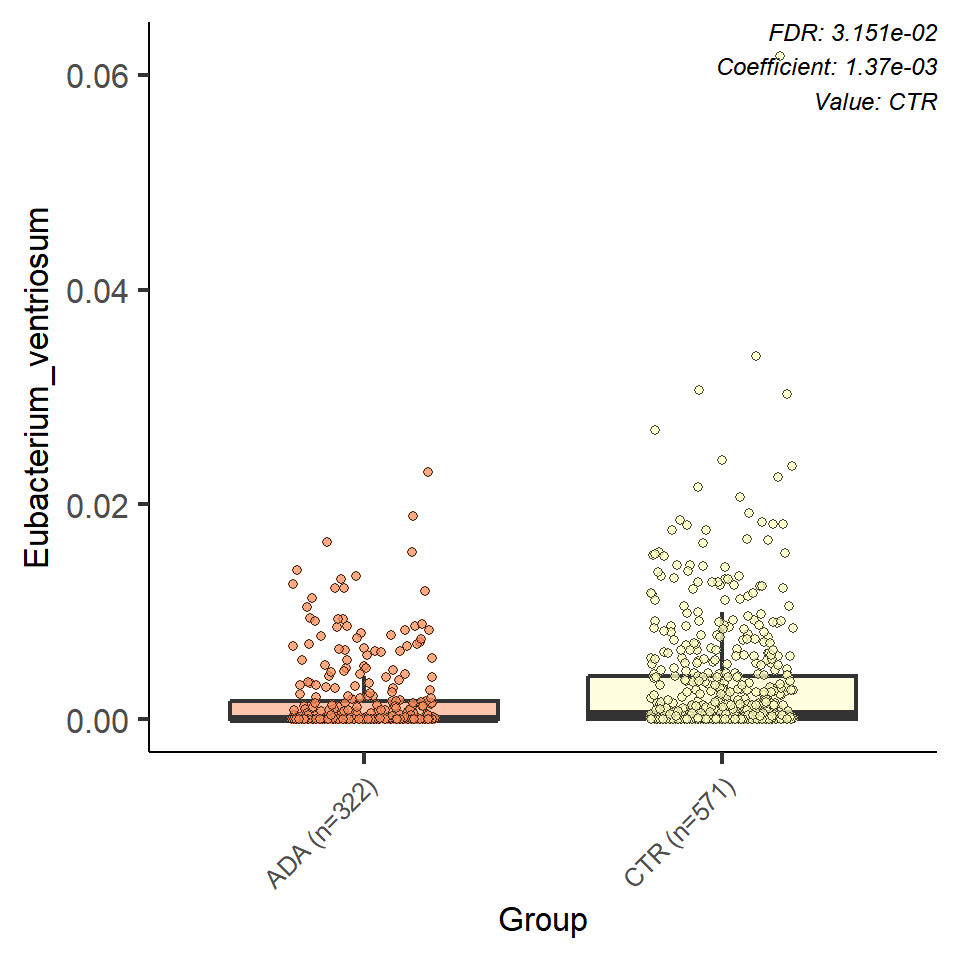 FDR: 3.151e-02
Coefficient: 1.37e-03
Value: CTR
Eubacterium_ventriosum
0.06
0.04
0.02
0.00
ADA (n=322)
CTR (n=571)
Group